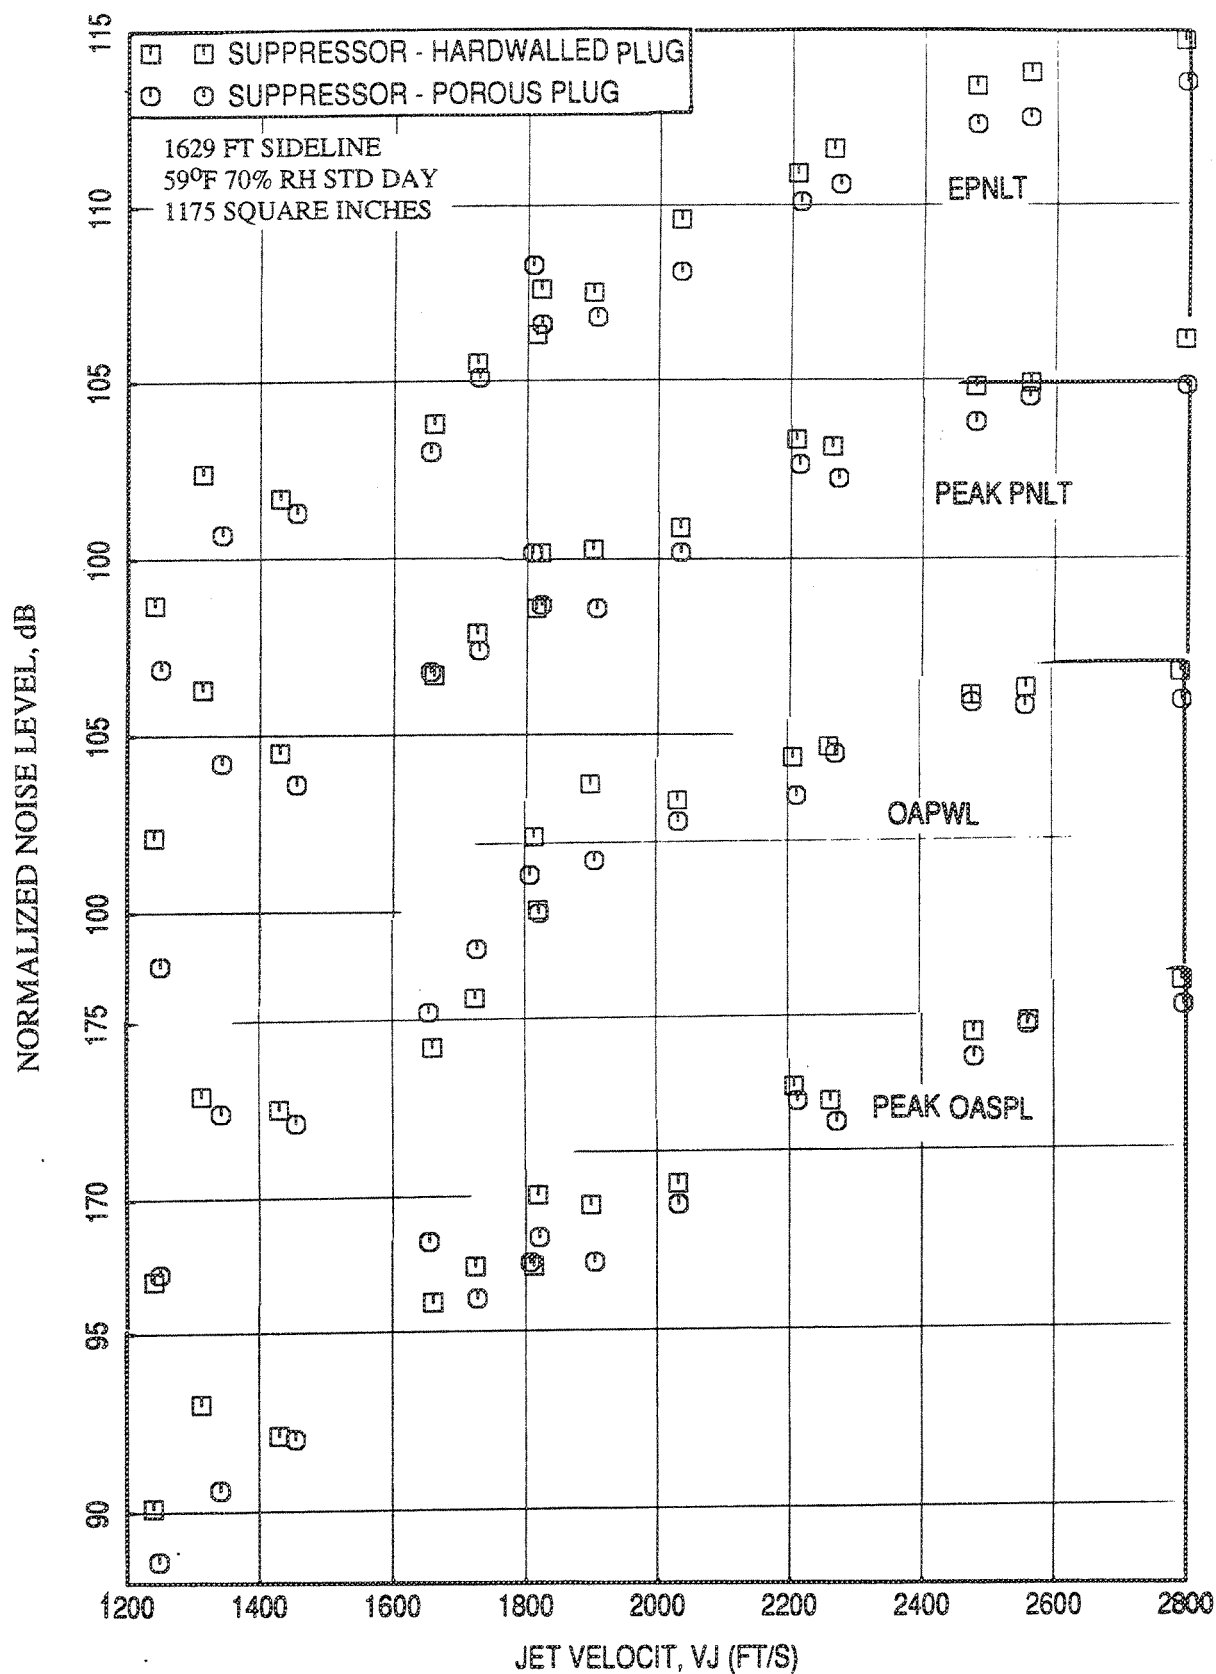 SUPPRESSOR - HARDWALLED PLUG
SUPPRESSOR - POROUS PLUG
1629 FT SIDELINE
59°F 70% RH STD DAY
1175 SQUARE INCHES
EPNLT
PEAK PNLT
OAPWL
PEAK OASPL
NORMALIZED NOISE LEVEL, dB
115
110
105
100
105
100
175
170
95
90
1200 1400 1600 1800 2000 2200 2400 2600 2800
JET VELOCIT, VJ (FT/S)